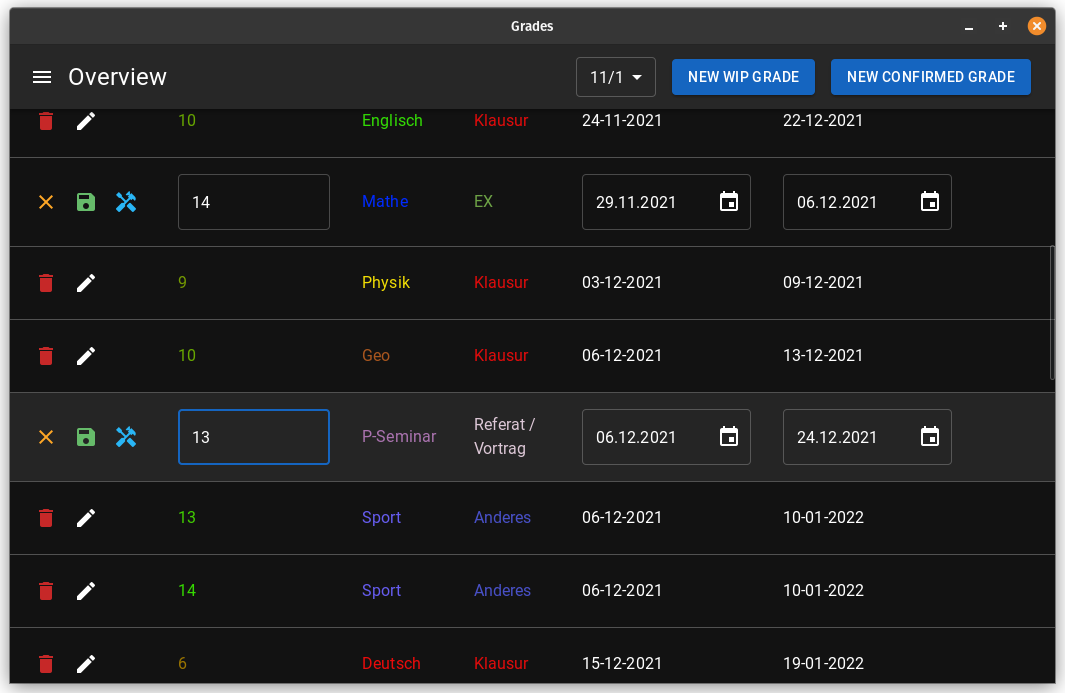 Grades
Overview
11/1
NEW WIP GRADE
NEW CONFIRMED GRADE
10 Englisch Klausur 24-11-2021 22-12-2021
14 Mathe EX 29.11.2021 06.12.2021
9 Physik Klausur 03-12-2021 09-12-2021
10 Geo Klausur 06-12-2021 13-12-2021
13 P-Seminar Referat / Vortrag 06.12.2021 24.12.2021
13 Sport Anderes 06-12-2021 10-01-2022
14 Sport Anderes 06-12-2021 10-01-2022
6 Deutsch Klausur 15-12-2021 19-01-2022